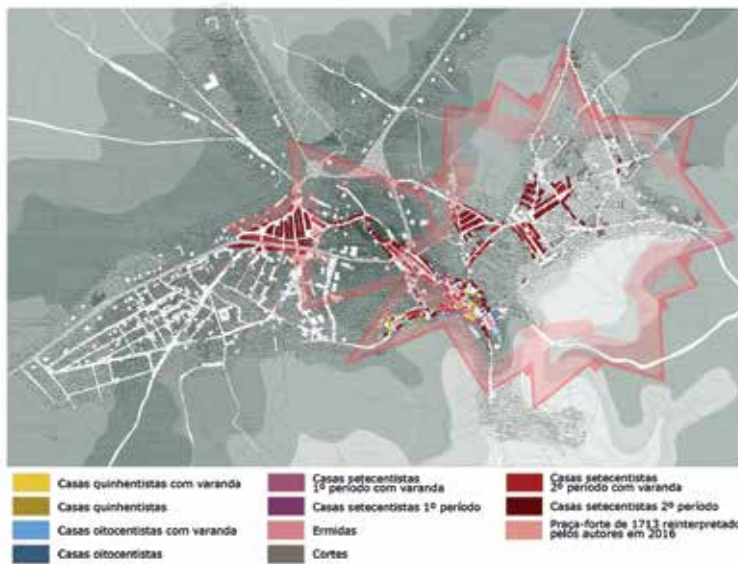 Casas quinhentistas com varanda
Casas quinhentistas
Casas oitocentistas com varanda
Casas oitocentistas
Casas setecentistas
1º período com varanda
Casas setecentistas 1º período
Ermidas
Cortes
Casas setecentistas
2º período com varanda
Casas setecentistas 2º período
Praça-forte de 1713 reinterpretado
pelos autores em 2016